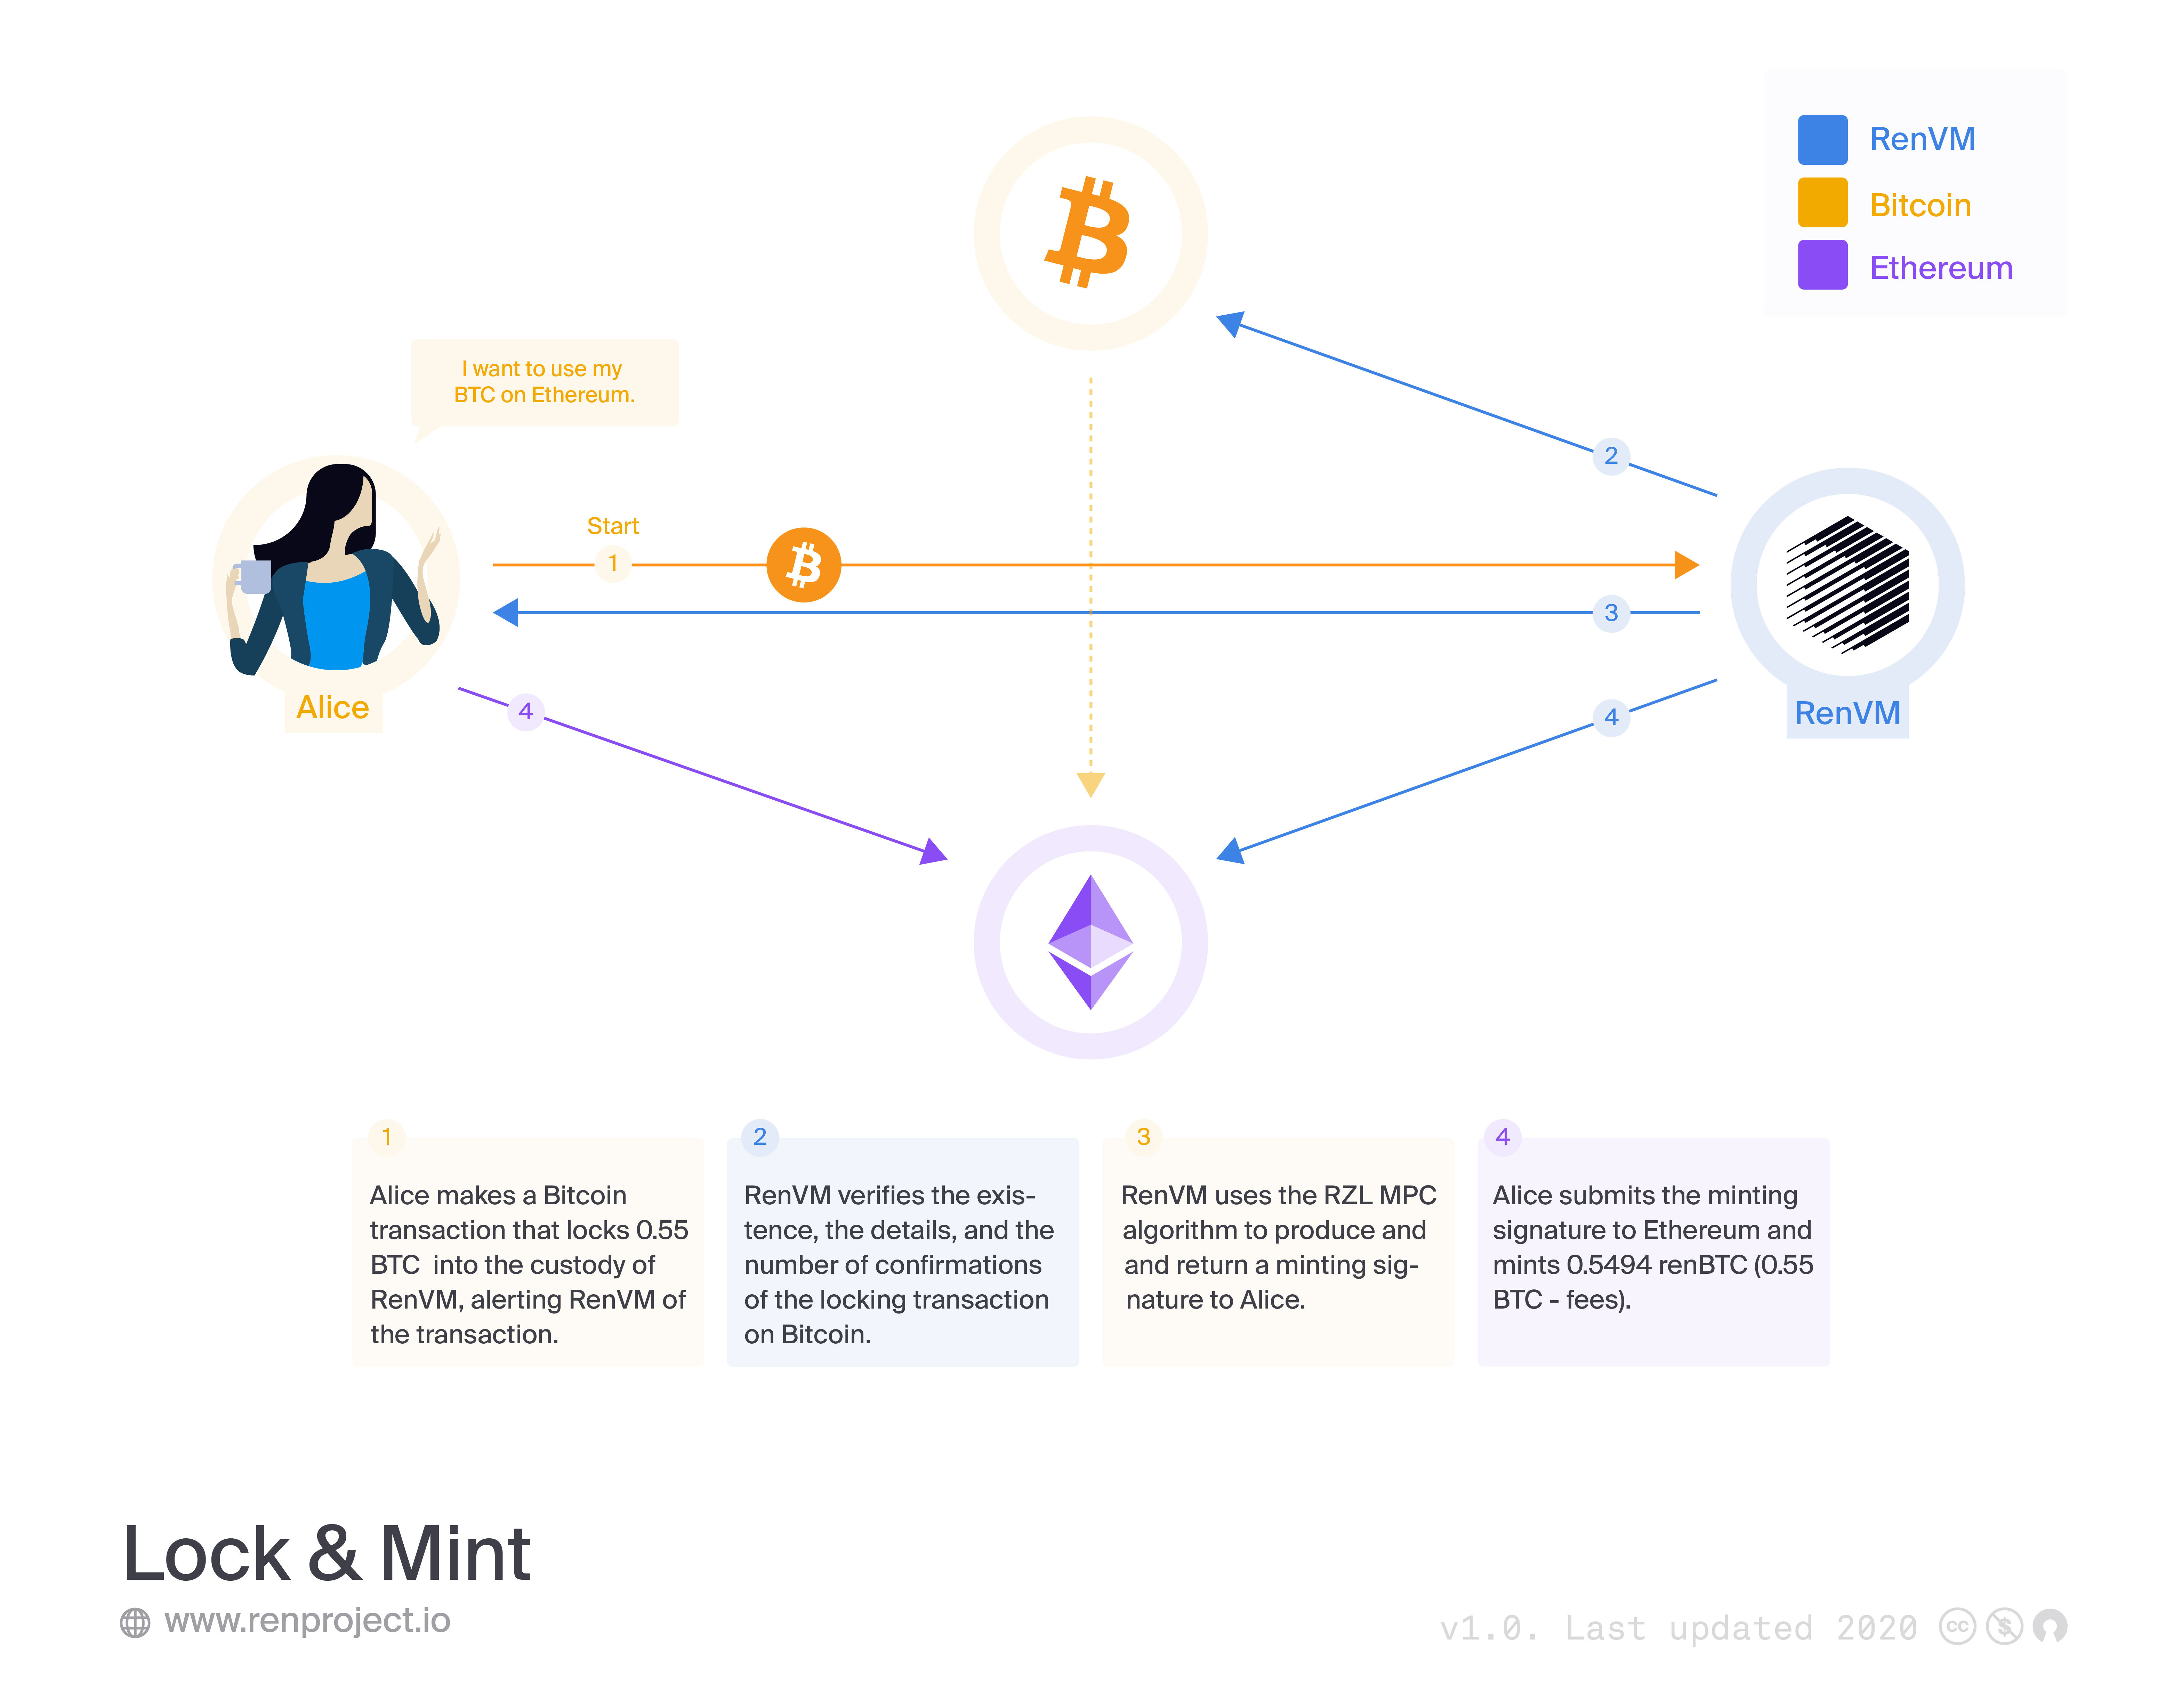 RenVM
Bitcoin
Ethereum
I want to use my
BTC on Ethereum.
2
Start
1
3
Alice
4
4
RenVM
1
Alice makes a Bitcoin
transaction that locks 0.55
BTC  into the custody of
RenVM, alerting RenVM of
the transaction.
2
RenVM verifies the exis-
tence, the details, and the
number of confirmations
of the locking transaction
on Bitcoin.
3
RenVM uses the RZL MPC
algorithm to produce and
and return a minting sig-
nature to Alice.
4
Alice submits the minting
signature to Ethereum and
mints 0.5494 renBTC (0.55
BTC - fees).
Lock & Mint
www.renproject.io
v1.0. Last updated 2020
cc